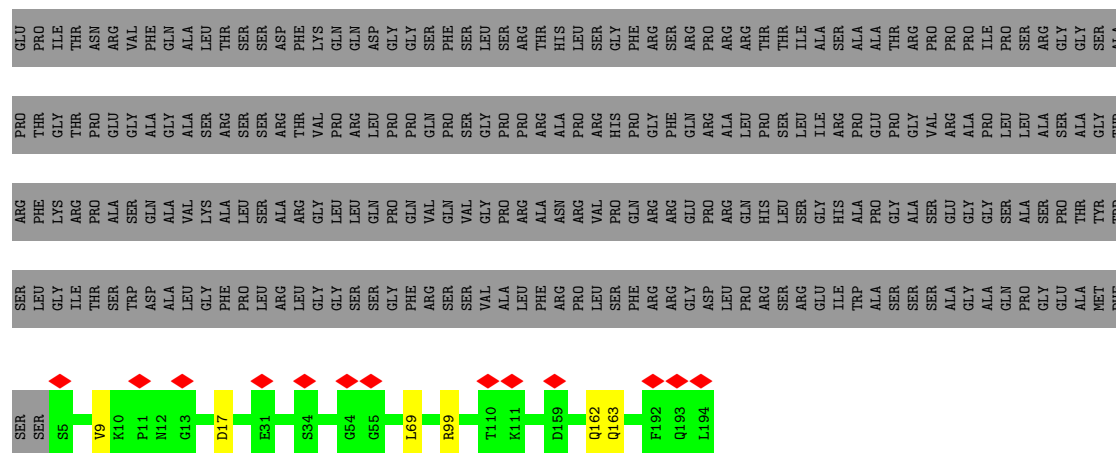 GLU PRO ILE THR ASN ARG VAL PHE GLN ALA LEU THR SER SER ASP PHE LYS GLN GLN ASP GLY GLY SER PHE SER LEU SER ARG THR HIS LEU SER GLY PHE ARG SER ARG PRO ARG ARG THR THR ILE ALA SER ALA ALA THR ARG PRO PRO PRO ILE PRO SER ARG GLY GLY SER ALA
PRO THR GLY THR PRO GLU GLY ALA GLY ALA SER ARG SER SER ARG THR VAL PRO ARG LEU PRO PRO GLN PRO SER GLY PRO PRO ARG ALA PRO ARG HIS PRO GLY PHE GLN ARG ALA LEU PRO SER LEU ILE ARG PRO GLU PRO GLY VAL ARG ALA PRO LEU LEU ALA SER ALA GLY THR
ARG PHE LYS ARG PRO ALA SER GLN ALA VAL LYS ALA LEU SER ALA ARG GLY LEU LEU GLN PRO GLN VAL GLN VAL GLY PRO ARG ALA ASN ARG VAL PRO GLN ARG ARG GLU PRO ARG GLN HIS LEU SER GLY HIS ALA PRO GLY ALA SER GLU GLY GLY SER ALA SER PRO THR TYR
SER LEU GLY ILE THR SER TRP ASP ALA LEU GLY PHE PRO LEU ARG LEU GLY GLY SER SER GLY PHE ARG SER SER VAL ALA LEU PHE ARG PRO LEU SER PHE ARG ARG GLY ASP LEU PRO ARG SER ARG GLU ILE TRP ALA SER SER SER ALA GLY ALA GLN PRO GLY GLU ALA MET
SER SER S5 V9 K10 P11 N12 G13 D17 E31 S34 G54 G55 L69 R99 T110 K111 D159 Q162 Q163 F192 Q193 L194